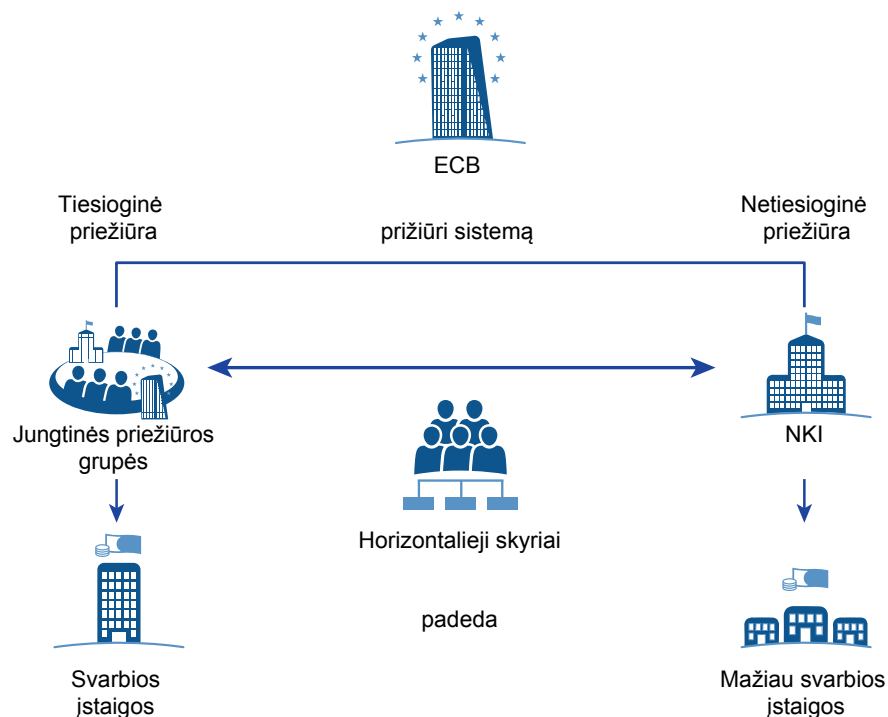 ECB
Tiesioginė
priežiūra
prižiūri sistemą
Netiesioginė
priežiūra
Jungtinės priežiūros
grupės
NKI
Horizontalieji skyriai
padeda
Svarbios
įstaigos
Mažiau svarbios
įstaigos